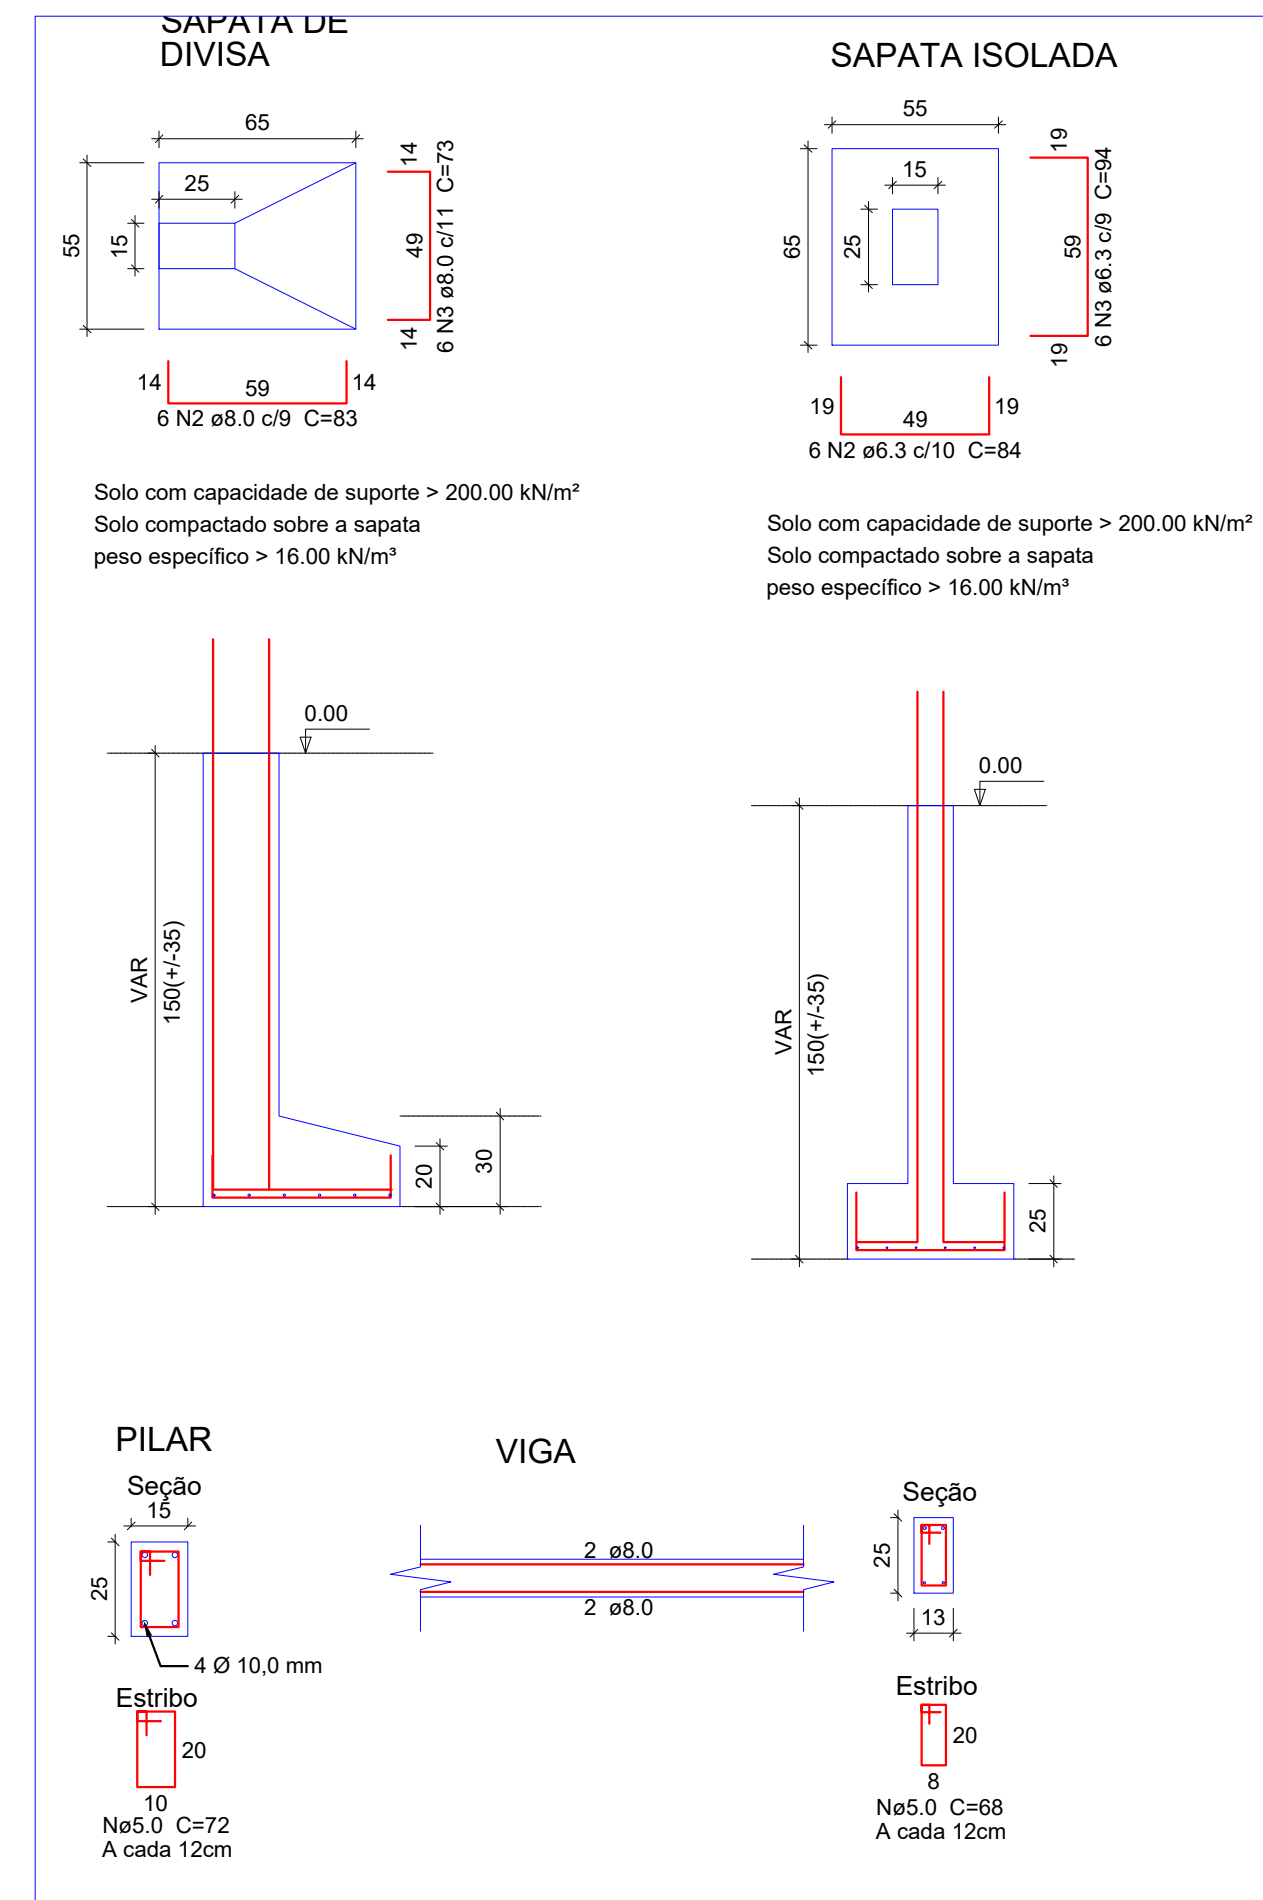 SAPATA DE
DIVISA
65
25
55
15
14
49
14
6 N3 ø8.0 c/11 C=73
14
59
14
6 N2 ø8.0 c/9 C=83
Solo com capacidade de suporte > 200.00 kN/m²
Solo compactado sobre a sapata
peso específico > 16.00 kN/m³
SAPATA ISOLADA
55
15
65
25
19
59
19
6 N3 ø6.3 c/9 C=94
19
49
19
6 N2 ø6.3 c/10 C=84
Solo com capacidade de suporte > 200.00 kN/m²
Solo compactado sobre a sapata
peso específico > 16.00 kN/m³
0.00
VAR
150(+/-35)
20
30
0.00
VAR
150(+/-35)
25
PILAR
Seção
15
25
4 Ø 10,0 mm
Estribo
20
10
Nø5.0 C=72
A cada 12cm
VIGA
2 ø8.0
2 ø8.0
Seção
25
13
Estribo
20
8
Nø5.0 C=68
A cada 12cm